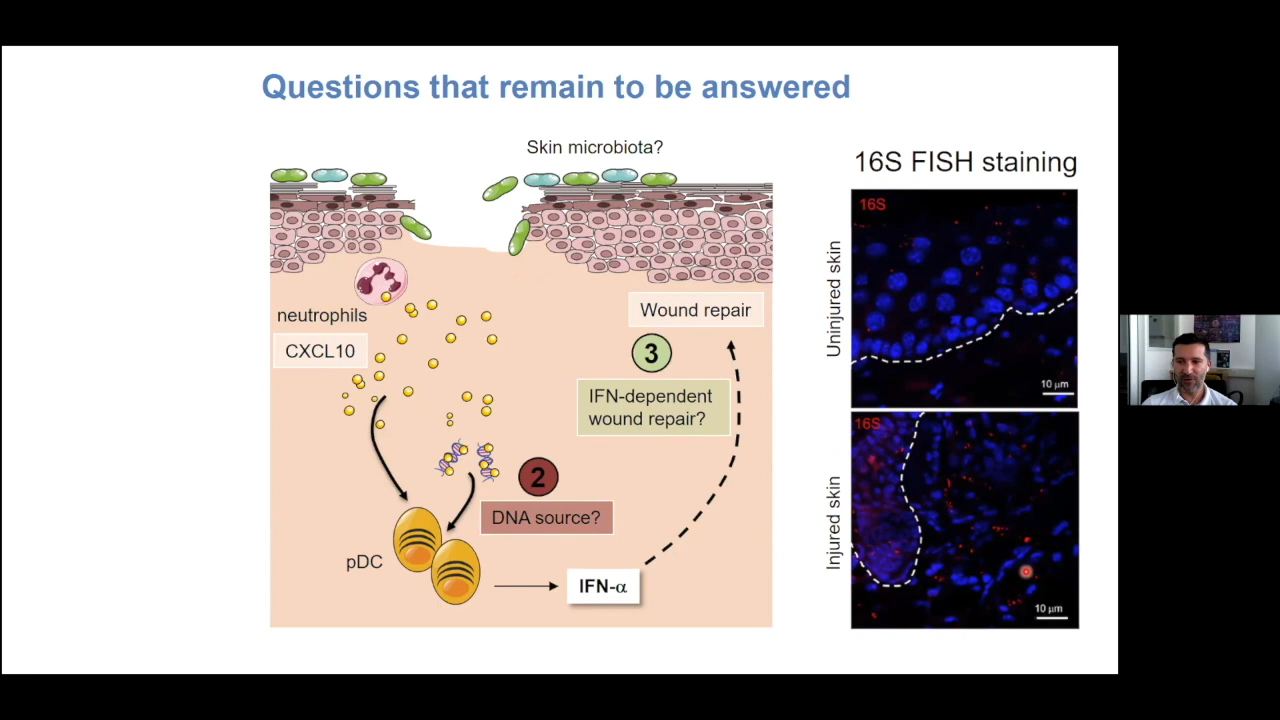 Questions that remain to be answered
Skin microbiota?
neutrophils
CXCL10
Wound repair
3
IFN-dependent
wound repair?
2
DNA source?
pDC
IFN-α
16S FISH staining
Uninjured skin
16S
10 μm
Injured skin
16S
10 μm